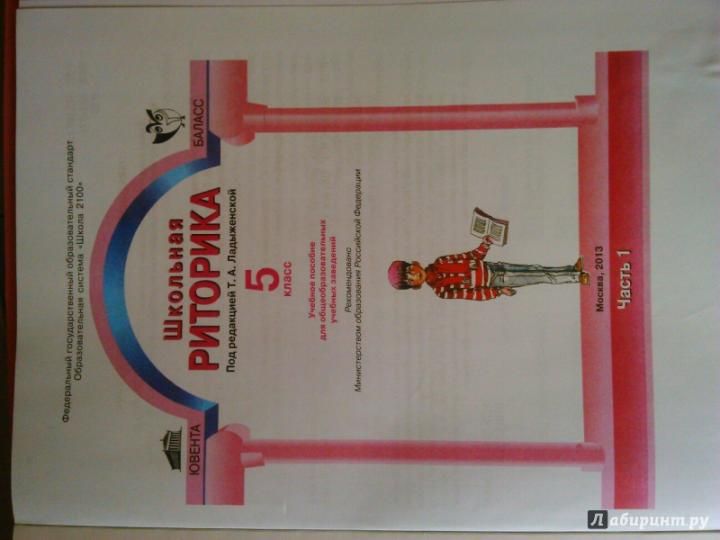 Федеральный государственный образовательный стандарт
Образовательная система «Школа 2100»
ЮВЕНТА
БАЛАСС
Школьная
РИТОРИКА
Под редакцией Т. А. Ладыженской
5
класс
Учебное пособие
для общеобразовательных
учебных заведений
Рекомендовано
Министерством образования Российской Федерации
Москва, 2013
Часть 1
Лабиринт.ру